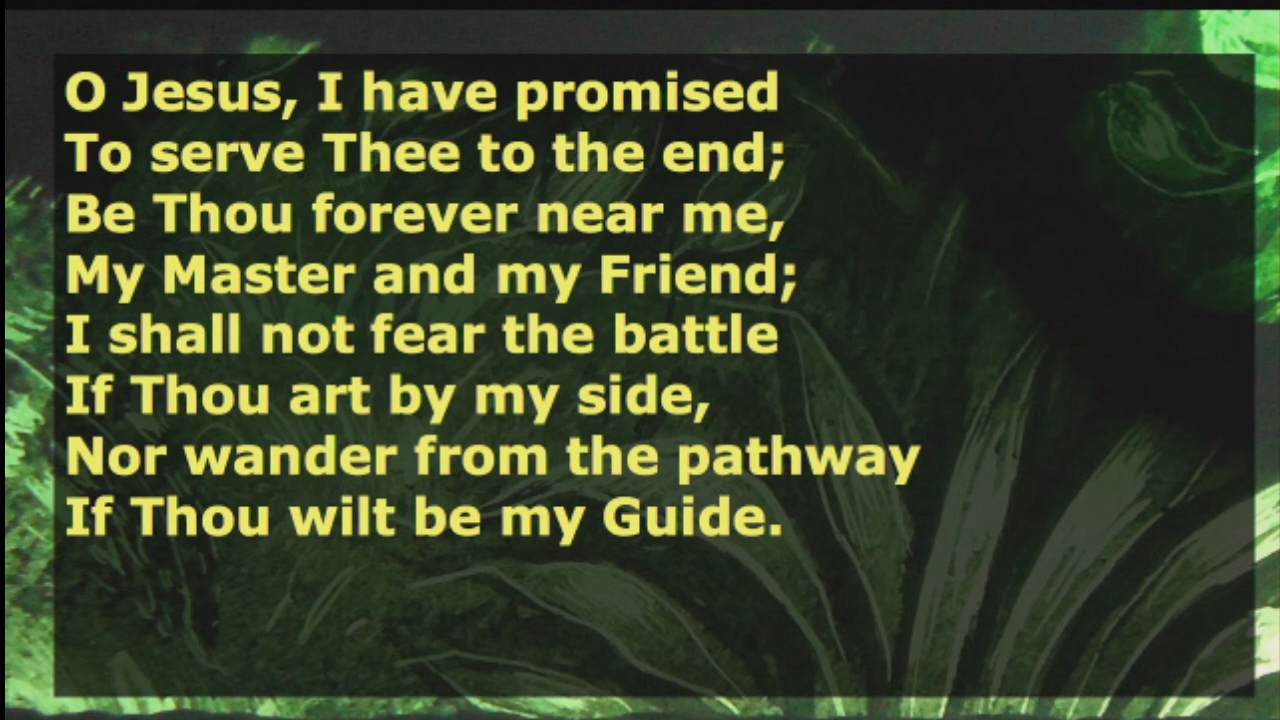 O Jesus, I have promised
To serve Thee to the end;
Be Thou forever near me,
My Master and my Friend;
I shall not fear the battle
If Thou art by my side,
Nor wander from the pathway
If Thou wilt be my Guide.